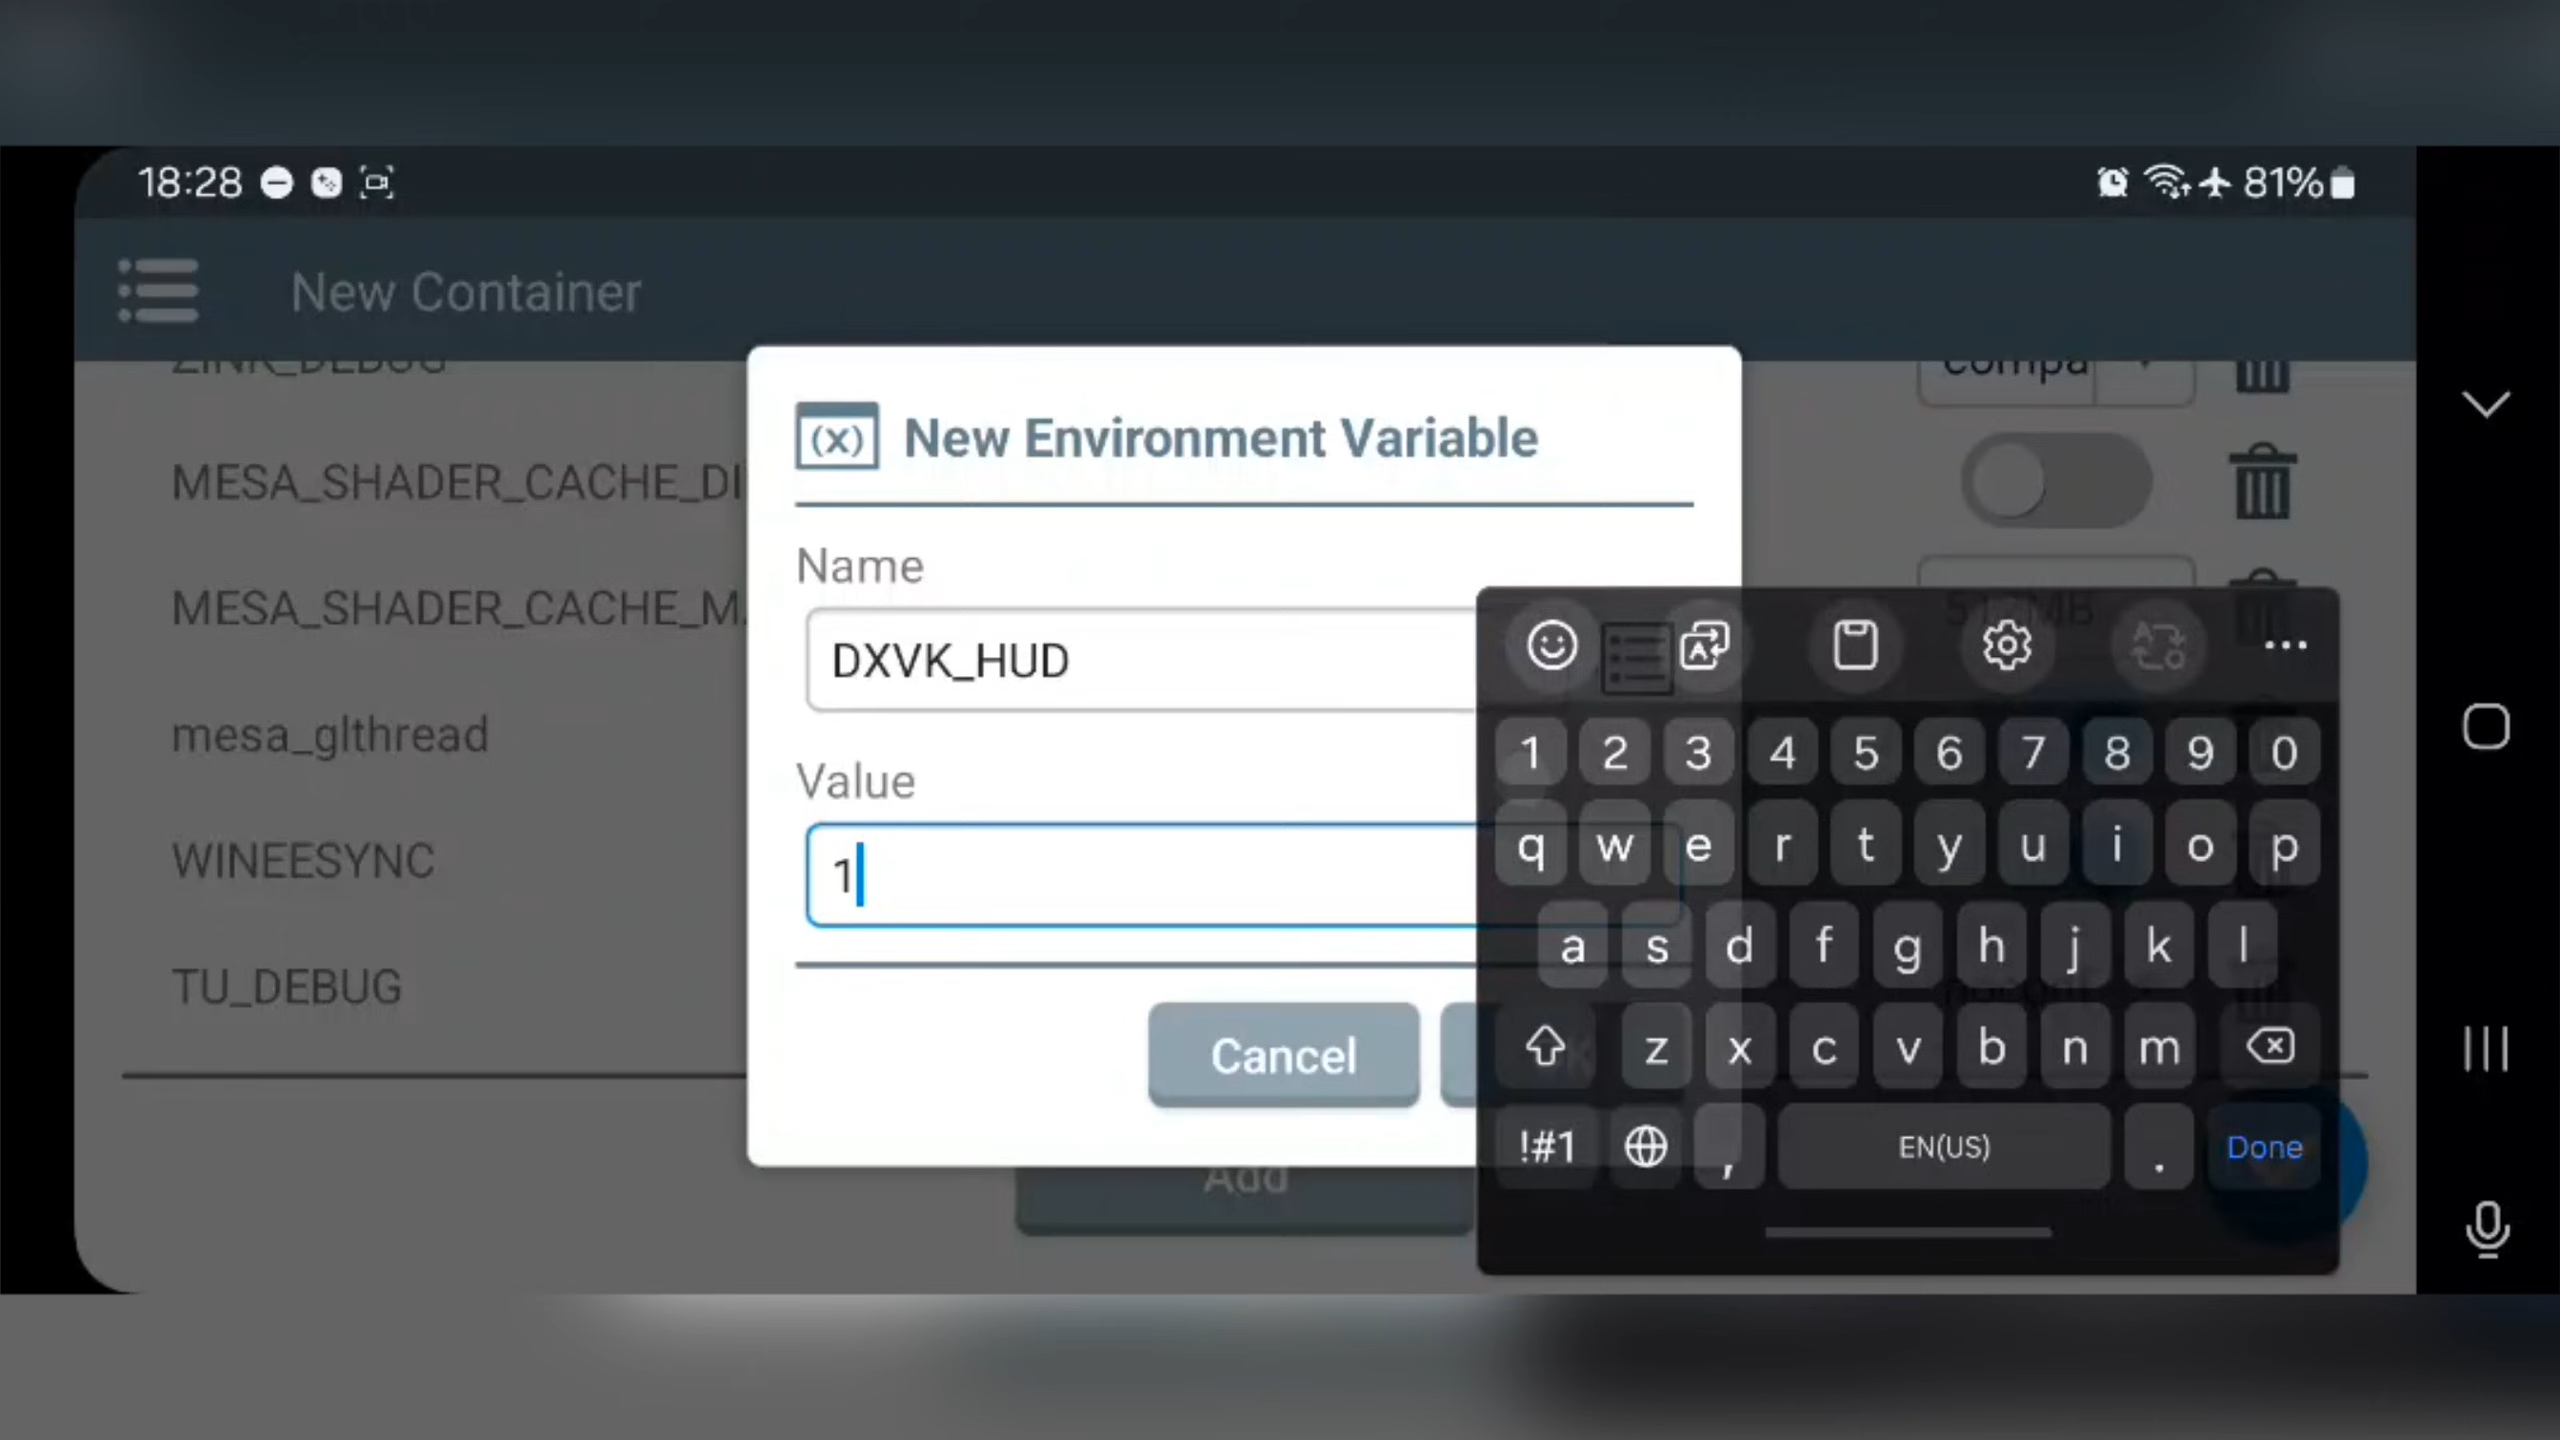 18:28
81%
New Container
ZINK_DEBUG
compa
MESA_SHADER_CACHE_DI
MESA_SHADER_CACHE_M
mesa_glthread
WINEESYNC
TU_DEBUG
New Environment Variable
Name
DXVK_HUD
Value
1
Cancel
Add
1 2 3 4 5 6 7 8 9 0
q w e r t y u i o p
a s d f g h j k l
z x c v b n m
!#1 , EN(US) . Done